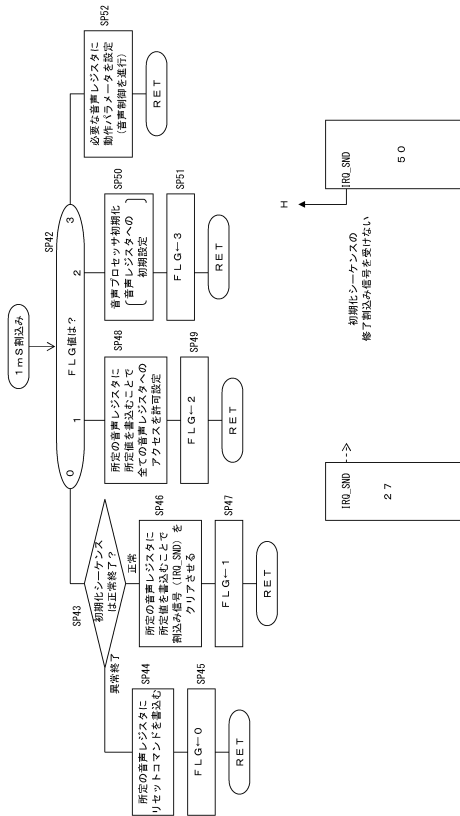 1mS割込み
SP42
FLG値は？
0
1
2
3
SP43
初期化シーケンス
は正常終了？
異常終了
正常
SP44
所定の音声レジスタに
リセットコマンドを書込む
SP45
FLG←0
RET
SP46
所定の音声レジスタに
所定値を書込むことで
割込み信号（IRQ_SND）を
クリアさせる
SP47
FLG←1
RET
SP48
所定の音声レジスタに
所定値を書込むことで
全ての音声レジスタへの
アクセスを許可設定
SP49
FLG←2
RET
SP50
音声プロセッサ初期化
音声レジスタへの
初期設定
SP51
FLG←3
RET
SP52
必要な音声レジスタに
動作パラメータを設定
（音声制御を進行）
RET
IRQ_SND
27
初期化シーケンスの
修了割込み信号を受けない
H
IRQ_SND
50